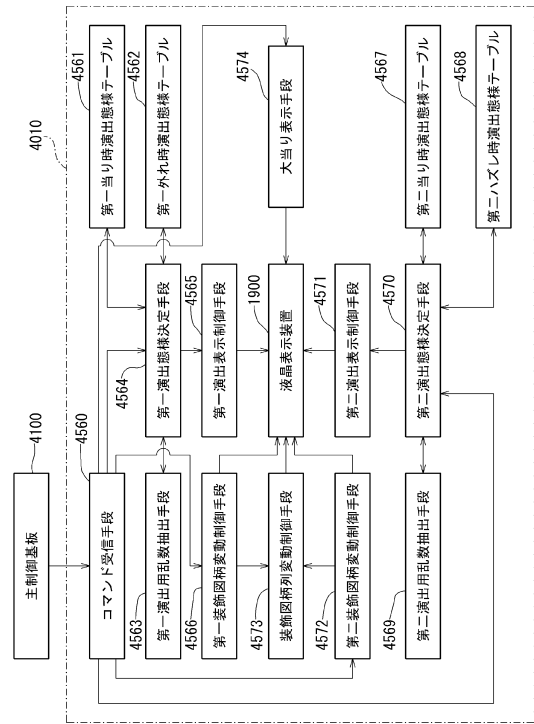 4100
主制御基板
4010
4560
コマンド受信手段
4563
第一演出用乱数抽出手段
4566
第一装飾図柄変動制御手段
4573
装飾図柄列変動制御手段
4572
第二装飾図柄変動制御手段
4569
第二演出用乱数抽出手段
4564
第一演出態様決定手段
4565
第一演出表示制御手段
1900
液晶表示装置
4571
第二演出表示制御手段
4570
第二演出態様決定手段
4561
第一当り時演出態様テーブル
4562
第一外れ時演出態様テーブル
4574
大当り表示手段
4567
第二当り時演出態様テーブル
4568
第二ハズレ時演出態様テーブル